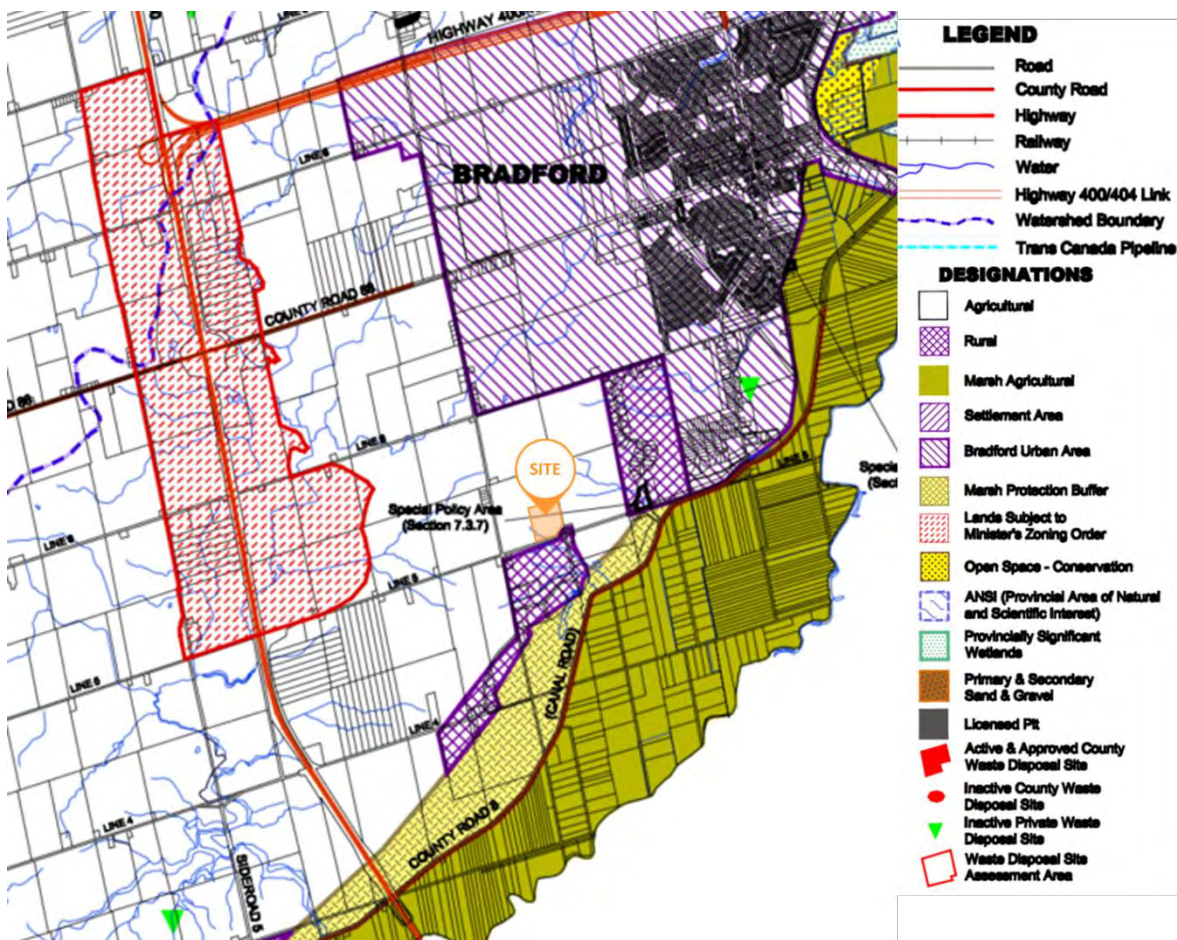 HIGHWAY 400/
LINE 6
BRADFORD
COUNTY ROAD 88
D 88
SITE
Special Policy Area
(Section 7.3.7)
LINE 5
LINE 4
LINE 4
(CANAL ROAD)
COUNTY ROAD 8
SIDEROAD 5
Specia
(Sect
LEGEND
Road
County Road
Highway
Railway
Water
Highway 400/404 Link
Watershed Boundary
Trans Canada Pipeline
DESIGNATIONS
Agricultural
Rural
Marsh Agricultural
Settlement Area
Bradford Urban Area
Marsh Protection Buffer
Lands Subject to
Minister's Zoning Order
Open Space - Conservation
ANSI (Provincial Area of Natural
and Scientific Interest)
Provincially Significant
Wetlands
Primary & Secondary
Sand & Gravel
Licensed Pit
Active & Approved County
Waste Disposal Site
Inactive County Waste
Disposal Site
Inactive Private Waste
Disposal Site
Waste Disposal Site
Assessment Area